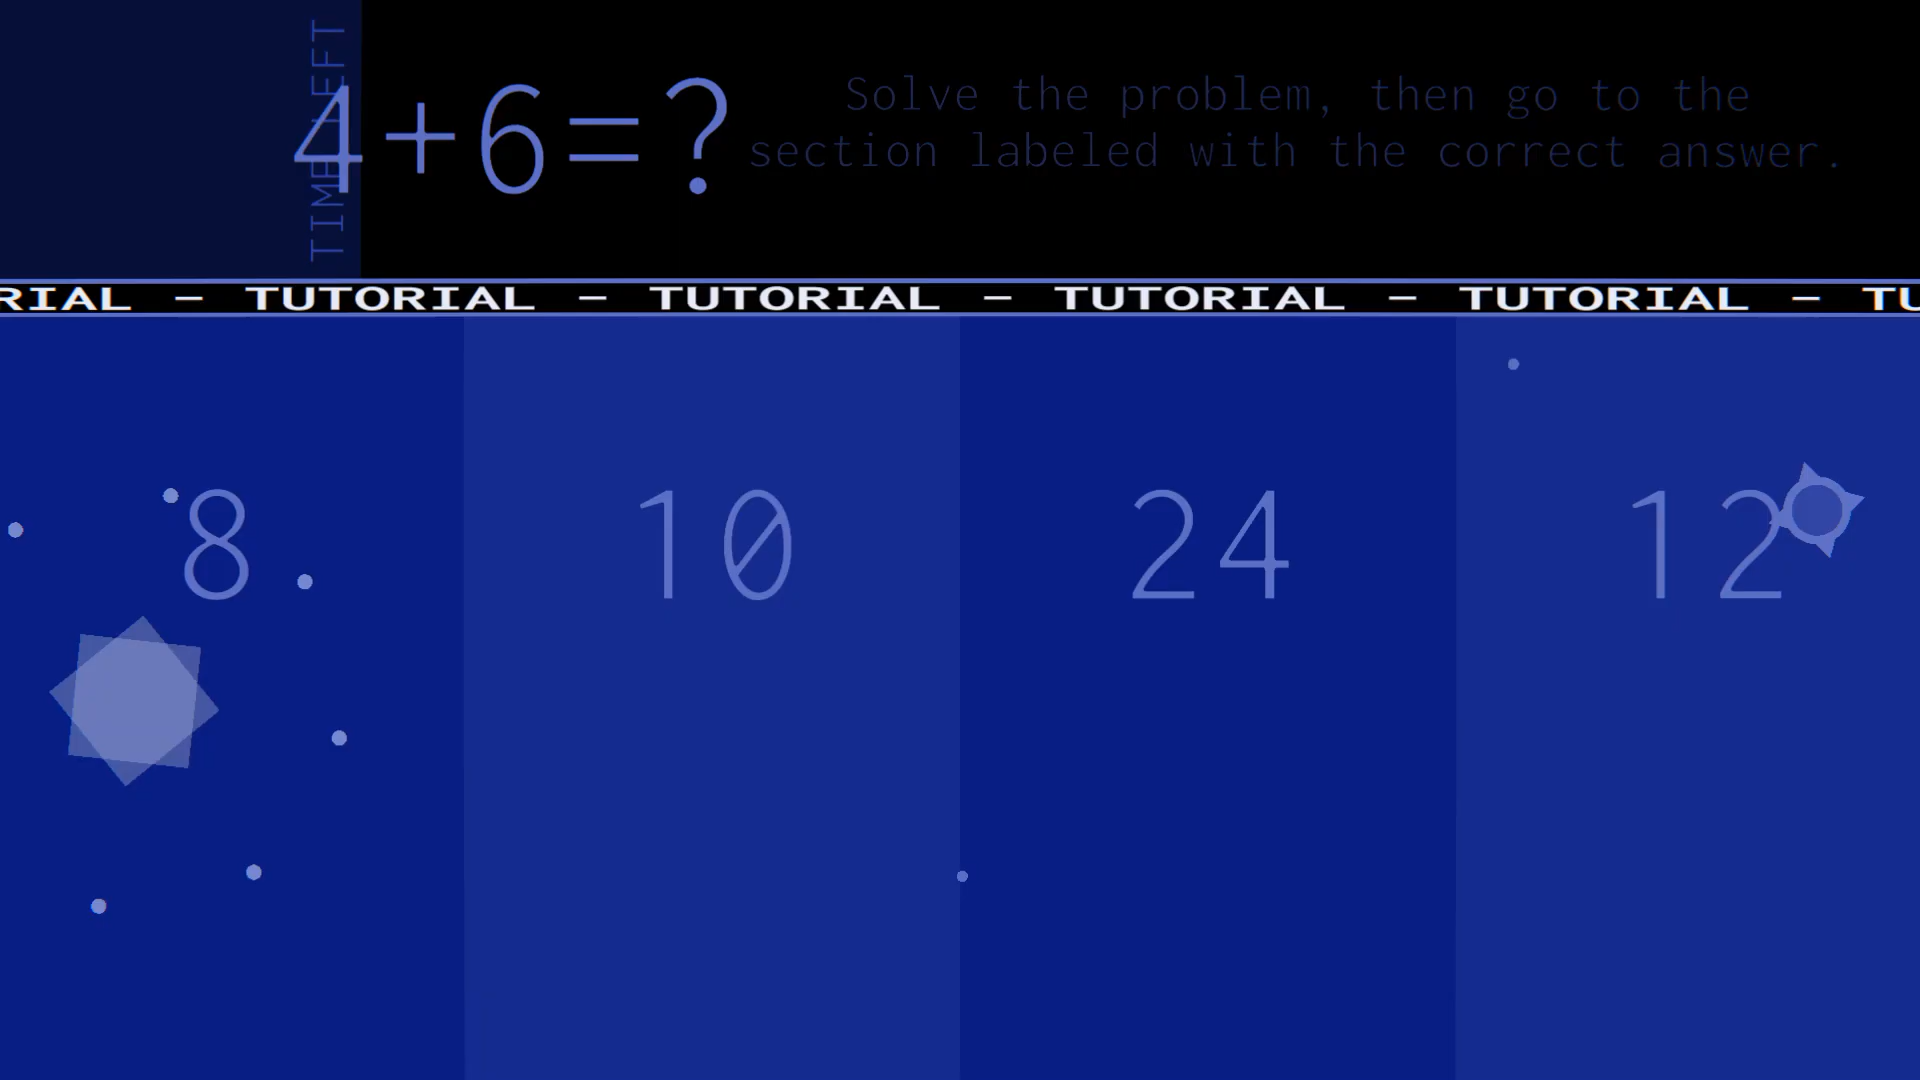 TIME LEFT
4+6=?
Solve the problem, then go to the
section labeled with the correct answer.
RIAL - TUTORIAL - TUTORIAL - TUTORIAL - TUTORIAL - TU
8 10 24 12